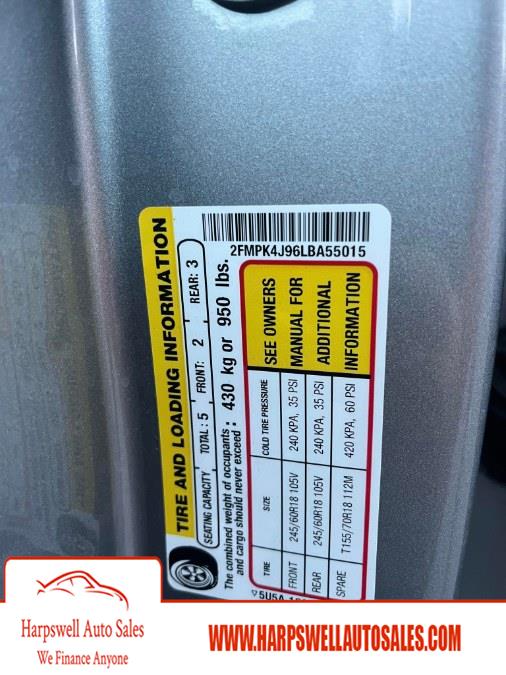 TIRE AND LOADING INFORMATION
SEATING CAPACITY TOTAL : 5 FRONT: 2 REAR: 3
The combined weight of occupants : 430 kg or 950 lbs.
and cargo should never exceed :
2FMPK4J96LBA55015
TIRE SIZE COLD TIRE PRESSURE SEE OWNERS
FRONT 245/60R18 105V 240 KPA, 35 PSI MANUAL FOR
REAR 245/60R18 105V 240 KPA, 35 PSI ADDITIONAL
SPARE T155/70R18 112M 420 KPA, 60 PSI INFORMATION
Harpswell Auto Sales
We Finance Anyone
WWW.HARPSWELLAUTOSALES.COM